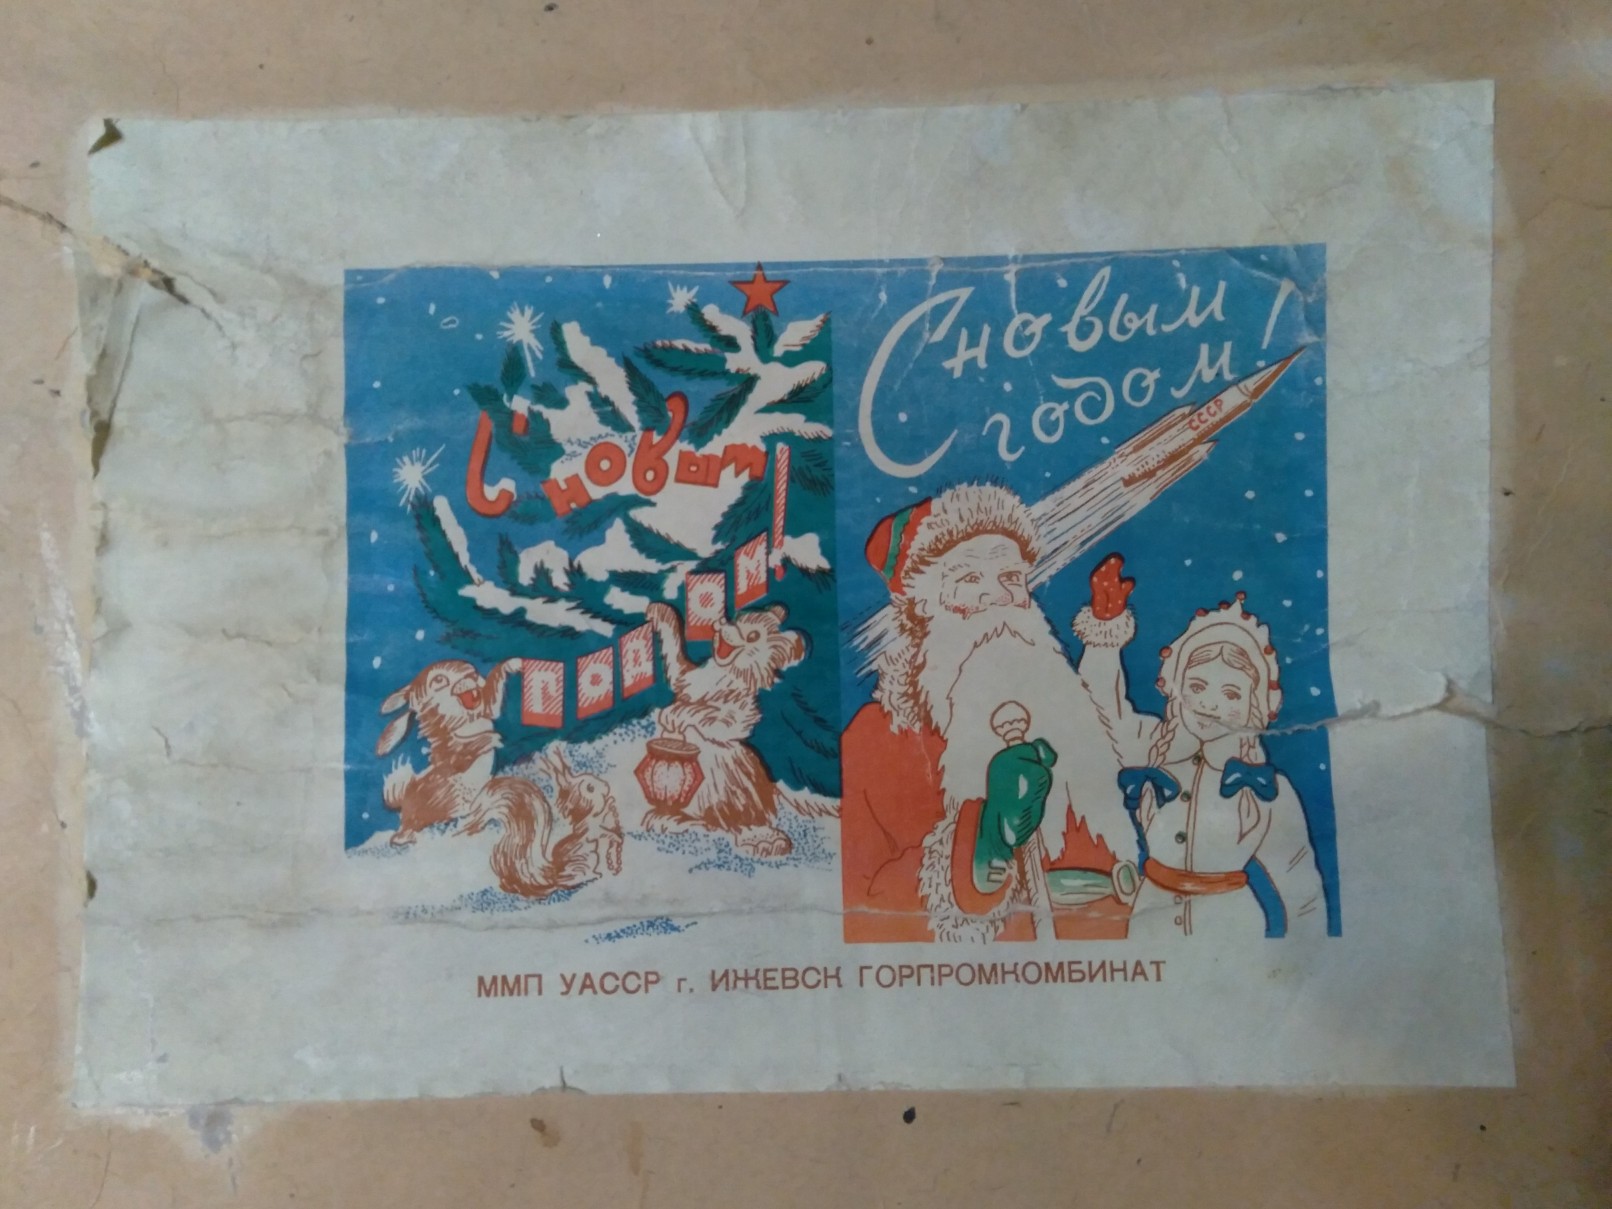 С новым
годом!
С новым
годом!
СССР
ММП УАССР г. ИЖЕВСК ГОРПРОМКОМБИНАТ